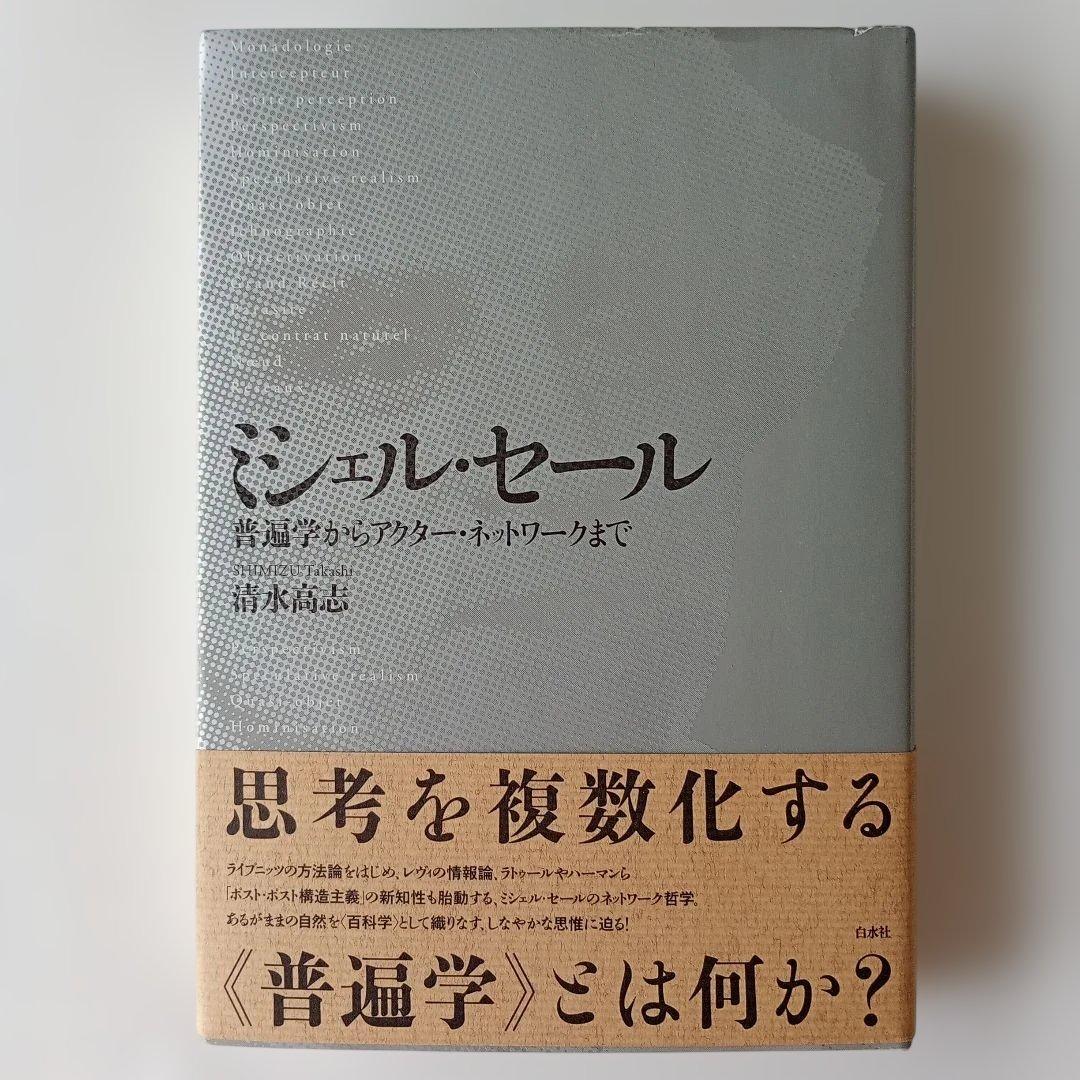 Monadologie
Intercepteur
Petite perception
Perspectivism
Hominisation
Speculative realism
Quasi-objet
Ichnographie
Objectivation
Grand Récit
Parasite
Le contrat naturel
Nœud
Réseaux
ミシェル・セール
普遍学からアクター・ネットワークまで
SHIMIZU Takashi
清水高志
Perspectivism
Speculative realism
Quasi-objet
Hominisation
思考を複数化する
ライプニッツの方法論をはじめ、レヴィの情報論、ラトゥールやハーマンら
「ポスト・ポスト構造主義」の新知性も胎動する、ミシェル・セールのネットワーク哲学。
あるがままの自然を〈百科学〉として織りなす、しなやかな思惟に迫る!
白水社
《普遍学》とは何か?